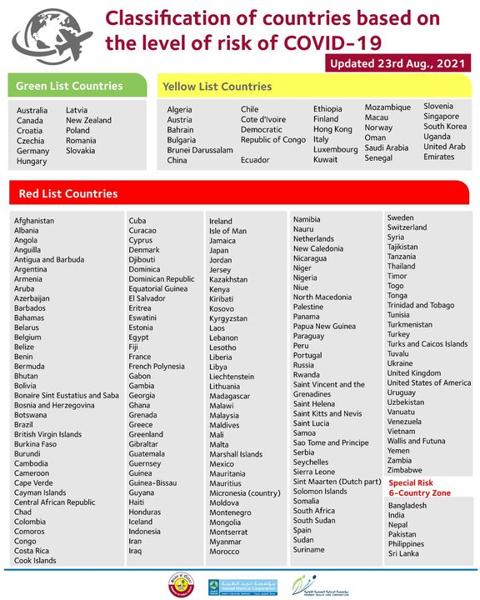 Classification of countries based on
the level of risk of COVID-19
Updated 23rd Aug., 2021
Green List Countries
Australia
Canada
Croatia
Czechia
Germany
Hungary
Latvia
New Zealand
Poland
Romania
Slovakia
Yellow List Countries
Algeria
Austria
Bahrain
Bulgaria
Brunei Darussalam
China
Chile
Cote d'Ivoire
Democratic
Republic of Congo
Ecuador
Ethiopia
Finland
Hong Kong
Italy
Luxembourg
Kuwait
Mozambique
Macau
Norway
Oman
Saudi Arabia
Senegal
Slovenia
Singapore
South Korea
Uganda
United Arab
Emirates
Red List Countries
Afghanistan
Albania
Angola
Anguilla
Antigua and Barbuda
Argentina
Armenia
Aruba
Azerbaijan
Barbados
Bahamas
Belarus
Belgium
Belize
Benin
Bermuda
Bhutan
Bolivia
Bonaire Sint Eustatius and Saba
Bosnia and Herzegovina
Botswana
Brazil
British Virgin Islands
Burkina Faso
Burundi
Cambodia
Cameroon
Cape Verde
Cayman Islands
Central African Republic
Chad
Colombia
Comoros
Congo
Costa Rica
Cook Islands
Cuba
Curacao
Cyprus
Denmark
Djibouti
Dominica
Dominican Republic
Equatorial Guinea
El Salvador
Eritrea
Eswatini
Estonia
Egypt
Fiji
France
French Polynesia
Gabon
Gambia
Georgia
Ghana
Grenada
Greece
Greenland
Gibraltar
Guatemala
Guernsey
Guinea
Guinea-Bissau
Guyana
Haiti
Honduras
Iceland
Indonesia
Iran
Iraq
Ireland
Isle of Man
Jamaica
Japan
Jordan
Jersey
Kazakhstan
Kenya
Kiribati
Kosovo
Kyrgyzstan
Laos
Lebanon
Lesotho
Liberia
Libya
Liechtenstein
Lithuania
Madagascar
Malawi
Malaysia
Maldives
Mali
Malta
Marshall Islands
Mexico
Mauritania
Mauritius
Micronesia (country)
Moldova
Montenegro
Mongolia
Montserrat
Myanmar
Morocco
Namibia
Nauru
Netherlands
New Caledonia
Nicaragua
Niger
Nigeria
Niue
North Macedonia
Palestine
Panama
Papua New Guinea
Paraguay
Peru
Portugal
Russia
Rwanda
Saint Vincent and the
Grenadines
Saint Helena
Saint Kitts and Nevis
Saint Lucia
Samoa
Sao Tome and Principe
Serbia
Seychelles
Sierra Leone
Sint Maarten (Dutch part)
Solomon Islands
Somalia
South Africa
South Sudan
Spain
Sudan
Suriname
Sweden
Switzerland
Syria
Tajikistan
Tanzania
Thailand
Timor
Togo
Tonga
Trinidad and Tobago
Tunisia
Turkmenistan
Turkey
Turks and Caicos Islands
Tuvalu
Ukraine
United Kingdom
United States of America
Uruguay
Uzbekistan
Vanuatu
Venezuela
Vietnam
Wallis and Futuna
Yemen
Zambia
Zimbabwe
Special Risk
6-Country Zone
Bangladesh
India
Nepal
Pakistan
Philippines
Sri Lanka